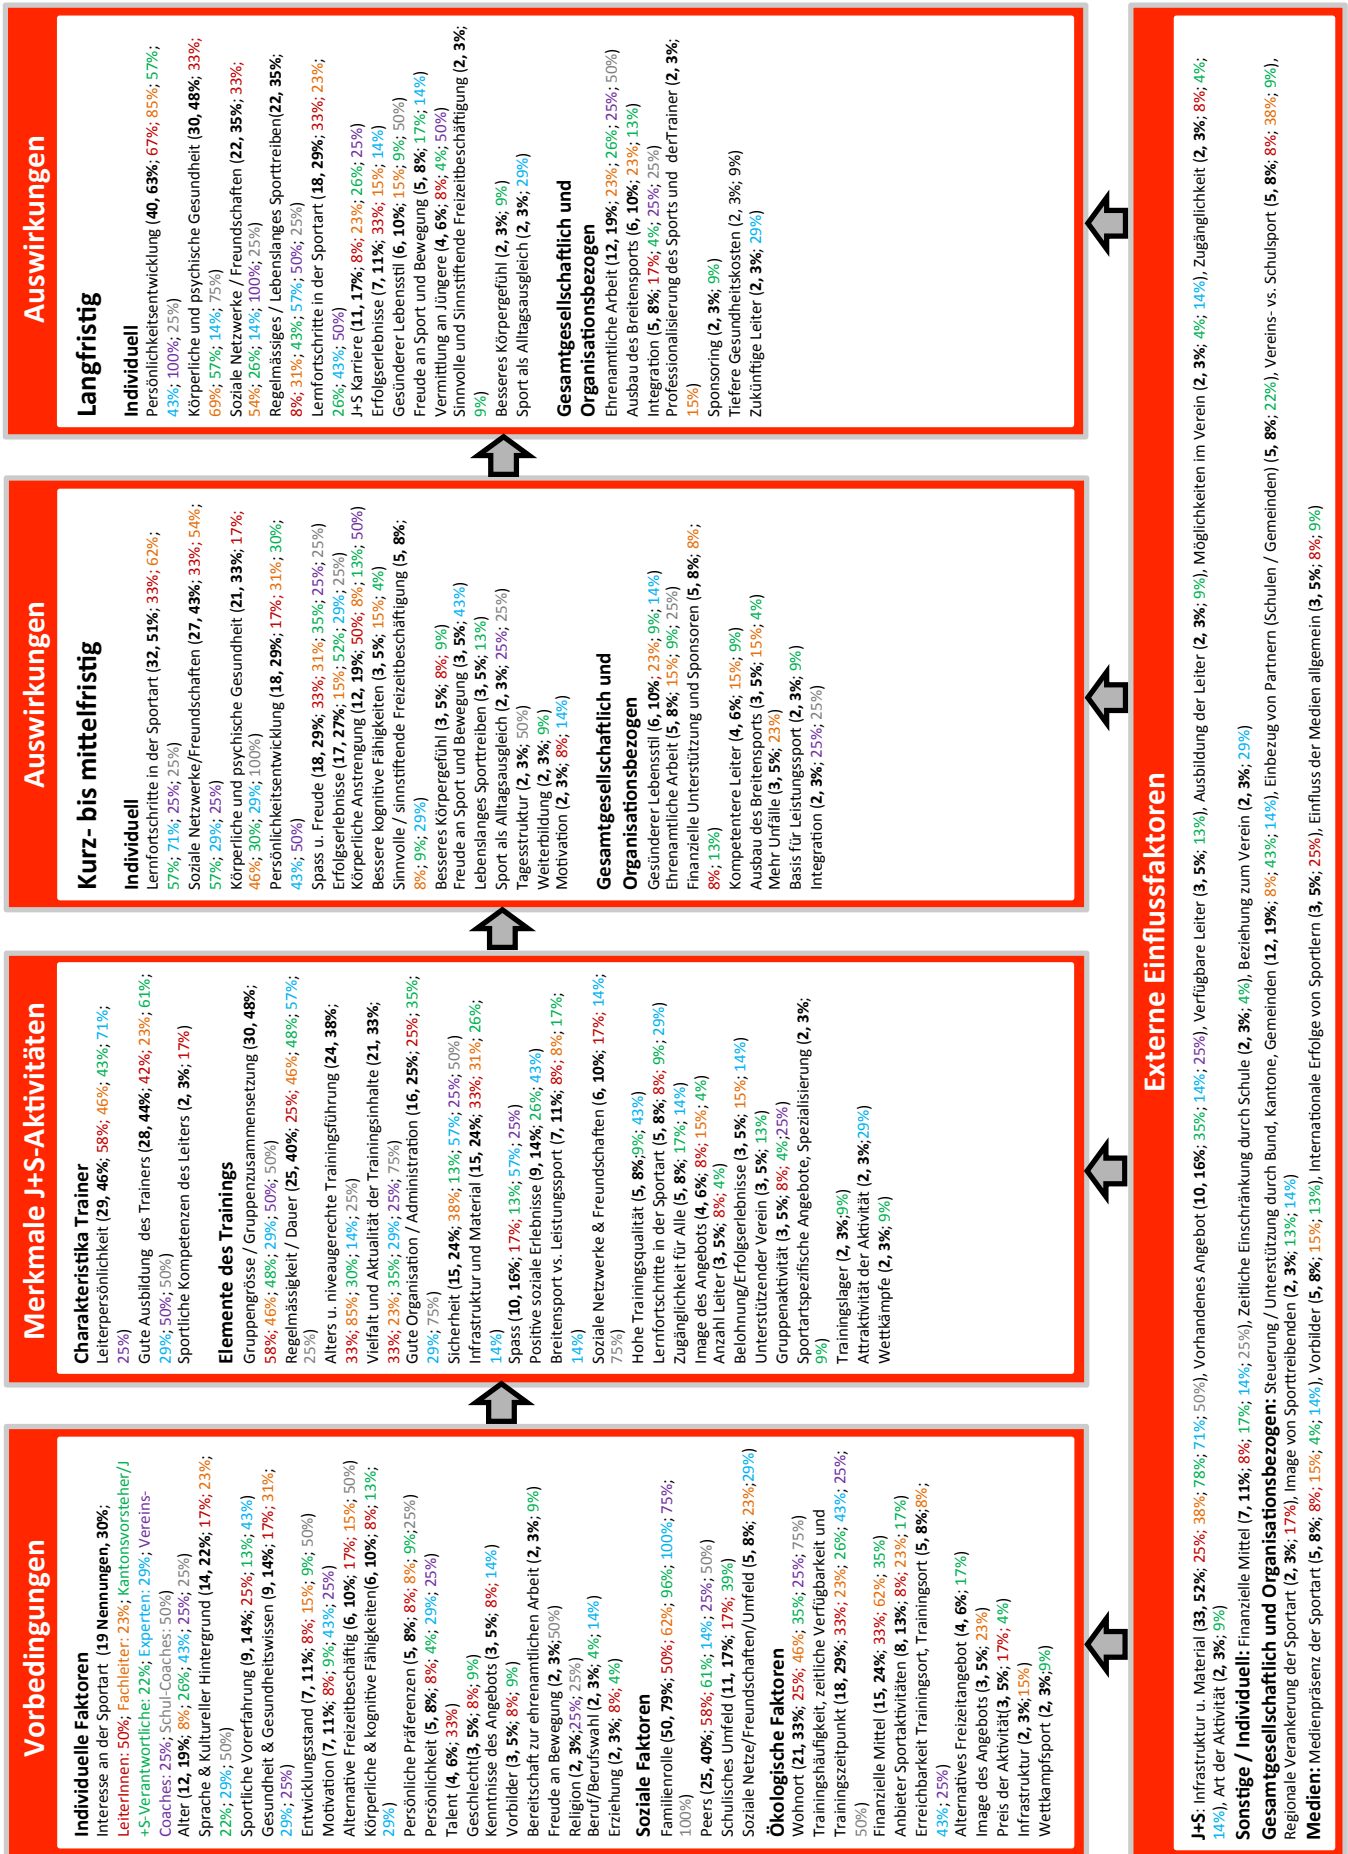 Vorbedingungen
Individuelle Faktoren
Interesse an der Sportart (19 Nennungen, 30%;
LeiterInnen: 50%; Fachleiter: 23%; Kantonsvorsteher/J
+S-Verantwortliche: 22%; Experten: 29%; Vereins-
Coaches: 25%; Schul-Coaches: 50%)
Alter (12, 19%; 8%; 26%; 43%; 25%; 25%)
Sprache & Kultureller Hintergrund (14, 22%; 17%; 23%;
22%; 29%; 50%)
Sportliche Vorerfahrung (9, 14%; 25%; 13%; 43%)
Gesundheit & Gesundheitswissen (9, 14%; 17%; 31%;
29%; 25%)
Entwicklungsstand (7, 11%; 8%; 15%; 9%; 50%)
Motivation (7, 11%; 8%; 9%; 43%; 25%)
Alternative Freizeitbeschäftig (6, 10%; 17%; 15%; 50%)
Körperliche & kognitive Fähigkeiten(6, 10%; 8%; 13%;
29%)
Persönliche Präferenzen (5, 8%; 8%; 8%; 9%;25%)
Persönlichkeit (5, 8%; 8%; 4%; 29%; 25%)
Talent (4, 6%; 33%)
Geschlecht(3, 5%; 8%; 9%)
Kenntnisse des Angebots (3, 5%; 8%; 14%)
Vorbilder (3, 5%; 8%; 9%)
Bereitschaft zur ehrenamtlichen Arbeit (2, 3%; 9%)
Freude an Bewegung (2, 3%;50%)
Religion (2, 3%;25%; 25%)
Beruf/Berufswahl (2, 3%; 4%; 14%)
Erziehung (2, 3%; 8%; 4%)
Soziale Faktoren
Familienrolle (50, 79%; 50%; 62%; 96%; 100%; 75%;
100%)
Peers (25, 40%; 58%; 61%; 14%; 25%; 50%)
Schulisches Umfeld (11, 17%; 17%; 39%)
Soziale Netze/Freundschaften/Umfeld (5, 8%; 23%;29%)
Ökologische Faktoren
Wohnort (21, 33%; 25%; 46%; 35%; 25%; 75%)
Trainingshäufigkeit, zeitliche Verfügbarkeit und
Trainingszeitpunkt (18, 29%; 33%; 23%; 26%; 43%; 25%;
50%)
Finanzielle Mittel (15, 24%; 33%; 62%; 35%)
Anbieter Sportaktivitäten (8, 13%; 8%; 23%; 17%)
Erreichbarkeit Training, Trainingsort (5, 8%;8%;
43%; 25%)
Alternatives Freizeitangebot (4, 6%; 17%)
Image des Angebots (3, 5%; 23%)
Preis der Aktivität(3, 5%; 17%; 4%)
Infrastruktur (2, 3%;15%)
Wettkampfsport (2, 3%;9%)
Merkmale J+S-Aktivitäten
Charakteristika Trainer
Leiterpersönlichkeit (29, 46%; 58%; 46%; 43%; 71%;
25%)
Gute Ausbildung des Trainers (28, 44%; 42%; 23%; 61%;
29%; 50%; 50%)
Sportliche Kompetenzen des Leiters (2, 3%; 17%)
Elemente des Trainings
Gruppengrösse / Gruppenzusammensetzung (30, 48%;
58%; 46%; 48%; 29%; 50%; 50%)
Regelmässigkeit / Dauer (25, 40%; 25%; 46%; 48%; 57%;
25%)
Alters u. niveaugerechte Trainingsführung (24, 38%;
33%; 85%; 30%; 14%; 25%)
Vielfalt und Aktualität der Trainingsinhalte (21, 33%;
33%; 23%; 35%; 29%; 25%; 75%)
Gute Organisation / Administration (16, 25%; 25%; 35%;
29%; 75%)
Sicherheit (15, 24%; 38%; 13%; 57%; 25%; 50%)
Infrastruktur und Material (15, 24%; 33%; 31%; 26%;
14%)
Spass (10, 16%; 17%; 13%; 57%; 25%)
Positive soziale Erlebnisse (9, 14%; 26%; 43%)
Breitensport vs. Leistungssport (7, 11%; 8%; 8%; 17%;
14%)
Soziale Netzwerke & Freundschaften (6, 10%; 17%; 14%;
75%)
Hohe Trainingsqualität (5, 8%;9%; 43%)
Lernfortschritte in der Sportart (5, 8%; 8%; 9%; 29%)
Zugänglichkeit für Alle (5, 8%; 17%; 14%)
Image des Angebots (4, 6%; 8%; 15%; 4%)
Anzahl Leiter (3, 5%; 8%; 4%)
Belohnung/Erfolgserlebnisse (3, 5%; 15%; 14%)
Unterstützender Verein (3, 5%; 13%)
Gruppenaktivität (3, 5%; 8%; 4%;25%)
Sportartspezifische Angebote, Spezialisierung (2, 3%;
9%)
Trainingslager (2, 3%;9%)
Attraktivität der Aktivität (2, 3%;29%)
Wettkämpfe (2, 3%; 9%)
Auswirkungen
Kurz- bis mittelfristig
Individuell
Lernfortschritte in der Sportart (32, 51%; 33%; 62%;
57%; 71%; 25%; 25%)
Soziale Netzwerke/Freundschaften (27, 43%; 33%; 54%;
57%; 29%; 25%)
Körperliche und psychische Gesundheit (21, 33%; 17%;
46%; 30%; 29%; 100%)
Persönlichkeitsentwicklung (18, 29%; 17%; 31%; 30%;
43%; 50%)
Spass u. Freude (18, 29%; 33%; 31%; 35%; 25%; 25%)
Erfolgserlebnisse (17, 27%; 15%; 52%; 29%; 25%)
Körperliche Anstrengung (12, 19%; 50%; 8%; 13%; 50%)
Bessere kognitive Fähigkeiten (3, 5%; 15%; 4%)
Sinnvolle / sinnstiftende Freizeitbeschäftigung (5, 8%;
8%; 9%; 29%)
Besseres Körpergefühl (3, 5%; 8%; 9%)
Freude an Sport und Bewegung (3, 5%; 43%)
Lebenslanges Sporttreiben (3, 5%; 13%)
Sport als Alltagsausgleich (2, 3%; 25%; 25%)
Tagesstruktur (2, 3%; 50%)
Weiterbildung (2, 3%; 9%)
Motivation (2, 3%; 8%; 14%)
Gesamtgesellschaftlich und
Organisationsbezogen
Gesünderer Lebensstil (6, 10%; 23%; 9%; 14%)
Ehrenamtliche Arbeit (5, 8%; 15%; 9%; 25%)
Finanzielle Unterstützung und Sponsoren (5, 8%; 8%;
8%; 13%)
Kompetentere Leiter (4, 6%; 15%; 9%)
Ausbau des Breitensports (3, 5%; 15%; 4%)
Mehr Unfälle (3, 5%; 23%)
Basis für Leistungssport (2, 3%; 9%)
Integration (2, 3%; 25%; 25%)
Auswirkungen
Langfristig
Individuell
Persönlichkeitsentwicklung (40, 63%; 67%; 85%; 57%;
43%; 100%; 25%)
Körperliche und psychische Gesundheit (30, 48%; 33%;
69%; 57%; 14%; 75%)
Soziale Netzwerke / Freundschaften (22, 35%; 33%;
54%; 26%; 14%; 100%; 25%)
Regelmässiges / Lebenslanges Sporttreiben(22, 35%;
8%; 31%; 43%; 57%; 50%; 25%)
Lernfortschritte in der Sportart (18, 29%; 33%; 23%;
26%; 43%; 50%)
J+S Karriere (11, 17%; 8%; 23%; 26%; 25%)
Erfolgserlebnisse (7, 11%; 33%; 15%; 14%)
Gesünderer Lebensstil (6, 10%; 15%; 9%; 50%)
Freude an Sport und Bewegung (5, 8%; 17%; 14%)
Vermittlung an Jüngere (4, 6%; 8%; 4%; 50%)
Sinnvolle und Sinnstiftende Freizeitbeschäftigung (2, 3%;
9%)
Besseres Körpergefühl (2, 3%; 9%)
Sport als Alltagsausgleich (2, 3%; 29%)
Gesamtgesellschaftlich und
Organisationsbezogen
Ehrenamtliche Arbeit (12, 19%; 23%; 26%; 25%; 50%)
Ausbau des Breitensports (6, 10%; 23%; 13%)
Integration (5, 8%; 17%; 4%; 25%; 25%)
Professionalisierung des Sports und derTrainer (2, 3%;
15%)
Sponsoring (2, 3%; 9%)
Tiefere Gesundheitskosten (2, 3%; 9%)
Zukünftige Leiter (2, 3%; 29%)
Externe Einflussfaktoren
J+S: Infrastruktur u. Material (33, 52%; 25%; 38%; 78%; 71%; 50%), Vorhandenes Angebot (10, 16%; 35%; 14%; 25%), Verfügbare Leiter (3, 5%; 13%), Ausbildung der Leiter (2, 3%; 9%), Möglichkeiten im Verein (2, 3%; 4%; 14%), Zugänglichkeit (2, 3%; 8%; 4%;
14%), Art der Aktivität (2, 3%; 9%)
Sonstige / Individuell: Finanzielle Mittel (7, 11%; 8%; 17%; 14%; 25%), Zeitliche Einschränkung durch Schule (2, 3%; 4%), Beziehung zum Verein (2, 3%; 29%)
Gesamtgesellschaftlich und Organisationsbezogen: Steuerung / Unterstützung durch Bund, Kantone, Gemeinden (12, 19%; 8%; 43%; 14%), Einbezug von Partnern (Schulen / Gemeinden) (5, 8%; 22%), Vereins- vs. Schulsport (5, 8%; 8%; 38%; 9%),
Regionale Verankerung der Sportart (2, 3%; 17%), Image von Sporttreibenden (2, 3%; 13%; 14%)
Medien: Medienpräsenz der Sportart (5, 8%; 8%; 15%; 4%; 14%), Vorbilder (5, 8%; 15%; 13%), Internationale Erfolge von Sportlern (3, 5%; 25%), Einfluss der Medien allgemein (3, 5%; 8%; 9%)